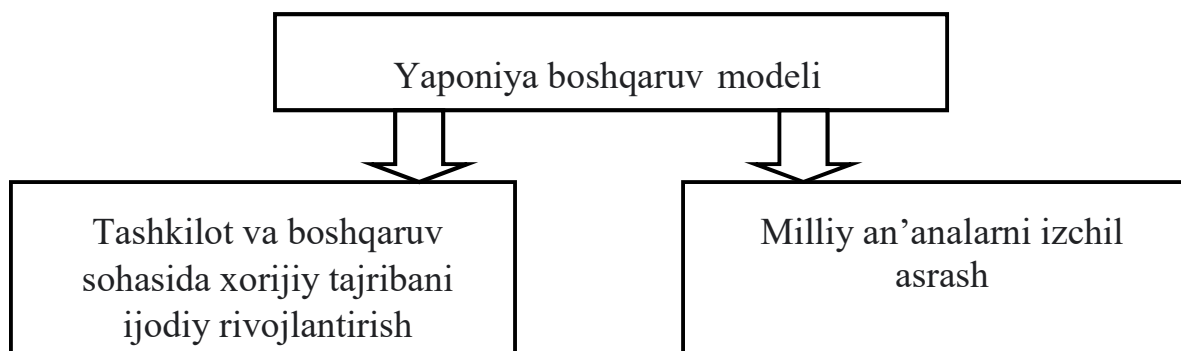 Yaponiya boshqaruv modeli
Tashkilot va boshqaruv
sohasida xorijiy tajribani
ijodiy rivojlantirish
Milliy an’analarni izchil
asrash